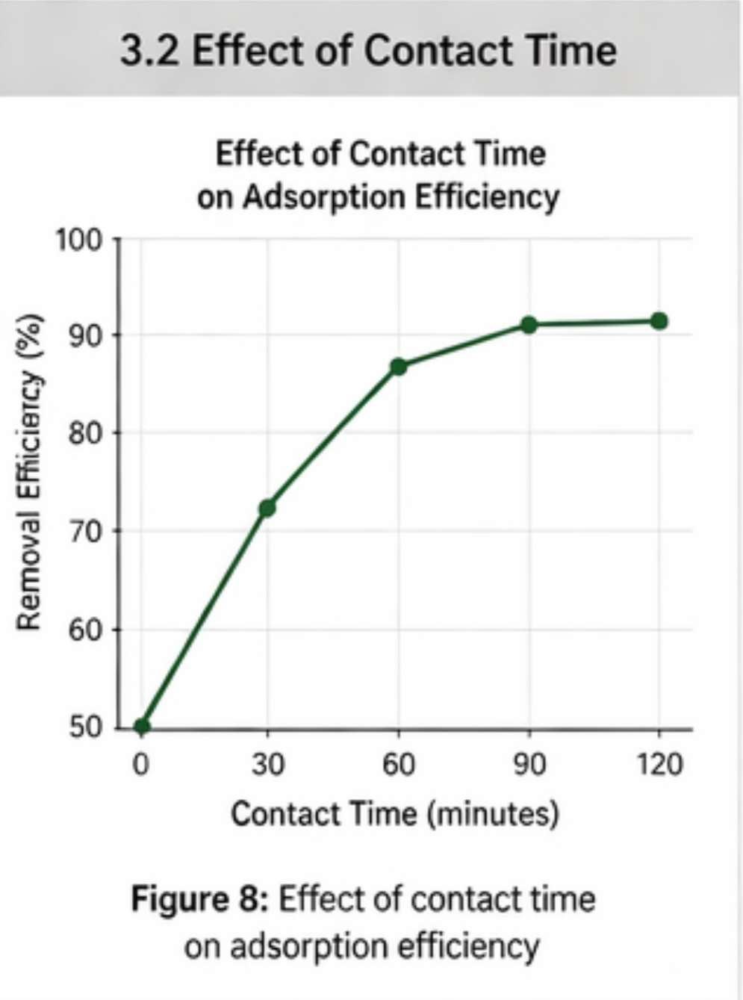 3.2 Effect of Contact Time
Effect of Contact Time
on Adsorption Efficiency
100
90
80
70
60
50
Removal (%)
0 30 60 90 120
Contact Time (minutes)
Figure 8: Effect of contact time
on adsorption efficiency